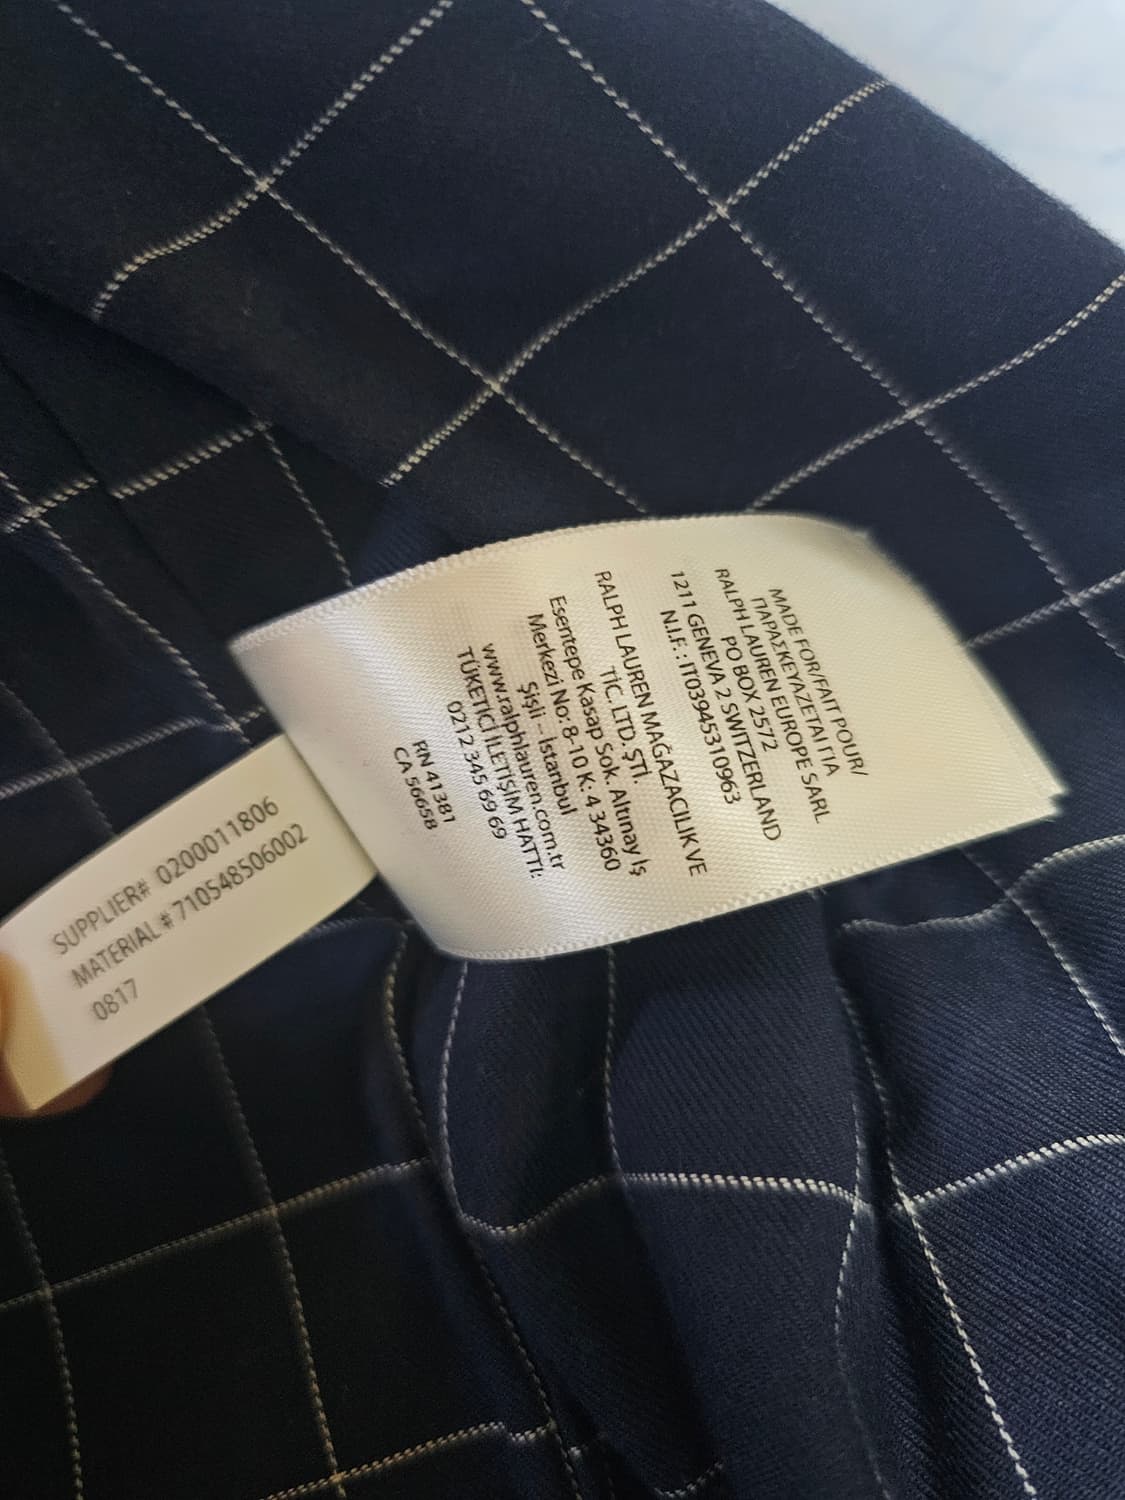 MADE FOR/FAIT POUR/
ΠΑΡΑΣΚΕΥΑΖΕΤΑΙ ΓΙΑ
RALPH LAUREN EUROPE SARL
PO BOX 2572
1211 GENEVA 2 SWITZERLAND
N.I.F. : IT03945310963
RALPH LAUREN MAĞAZACILIK VE
TİC. LTD. ŞTİ.
Esentepe Kasap Sok. Altınay İş
Merkezi No: 8-10 K: 4 34360
Şişli – İstanbul
www.ralphlauren.com.tr
TÜKETİCİ İLETİŞİM HATTI:
0212 345 69 69
RN 41381
CA 56658
SUPPLIER# 0200011806
MATERIAL # 710548506002
0817